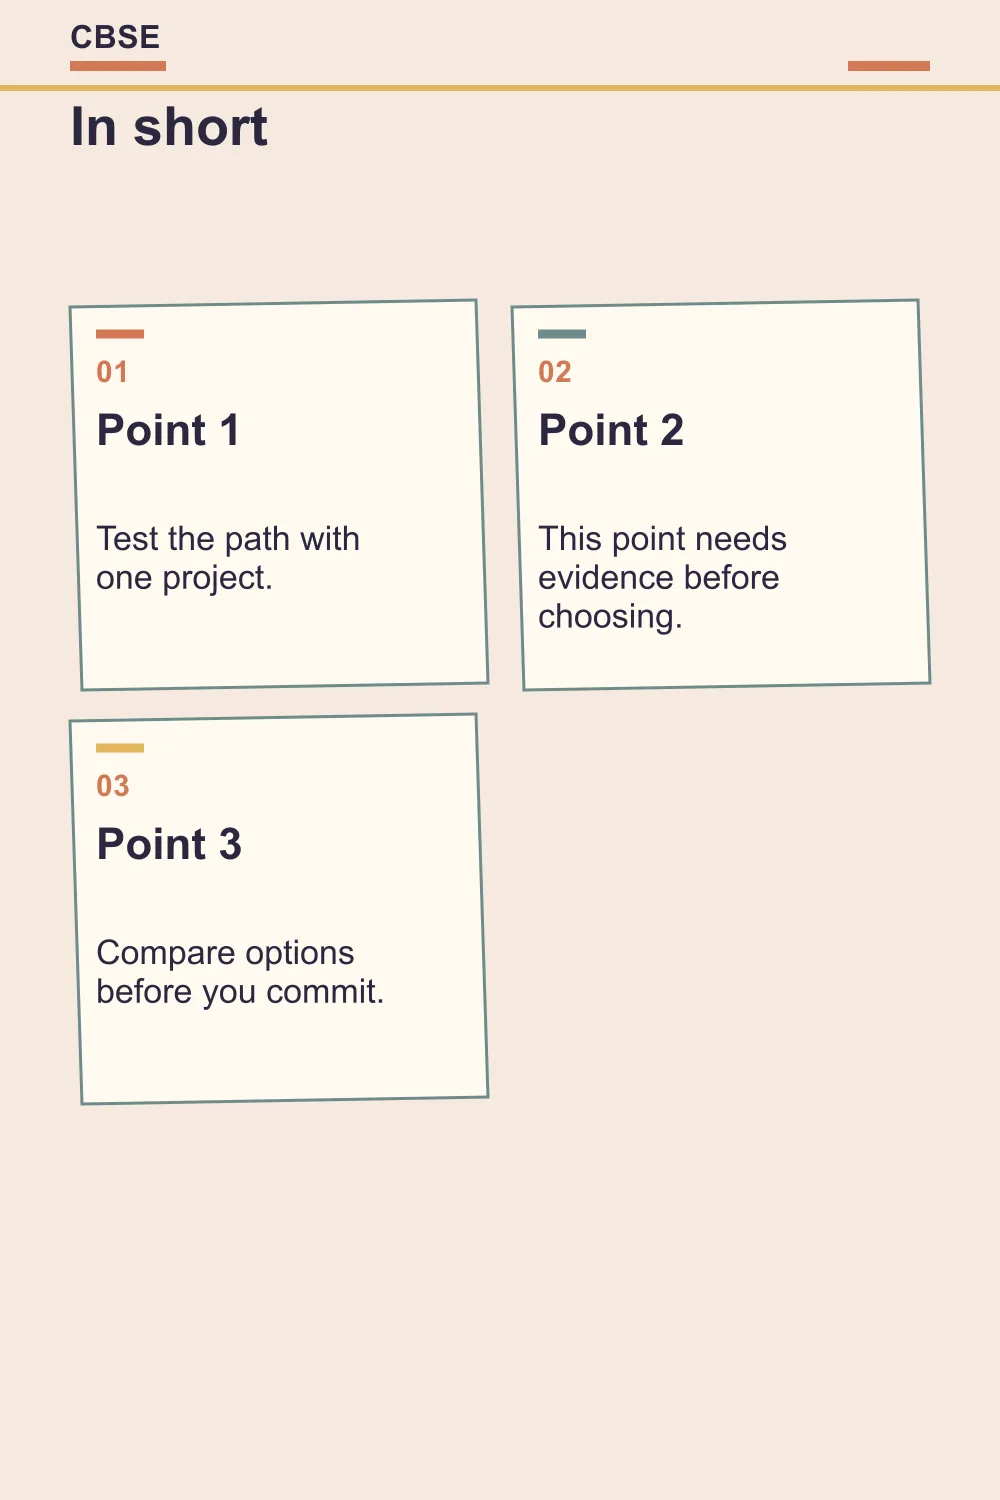 CBSE
In short
01
Point 1
Test the path with
one project.
02
Point 2
This point needs
evidence before
choosing.
03
Point 3
Compare options
before you commit.